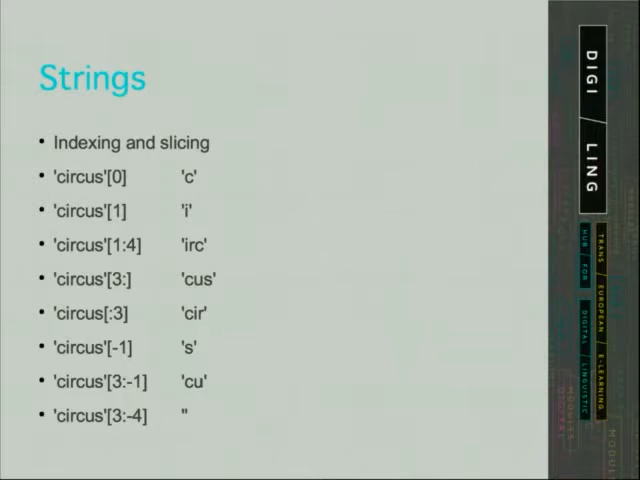 Strings
• Indexing and slicing
• 'circus'[0] 'c'
• 'circus'[1] 'i'
• 'circus'[1:4] 'irc'
• 'circus'[3:] 'cus'
• 'circus[:3] 'cir'
• 'circus'[-1] 's'
• 'circus'[3:-1] 'cu'
• 'circus'[3:-4] ''
DIGI / LING
TRANS / EUROPEAN / E-LEARNING
HUB / FOR / DIGITAL / LINGUISTIC